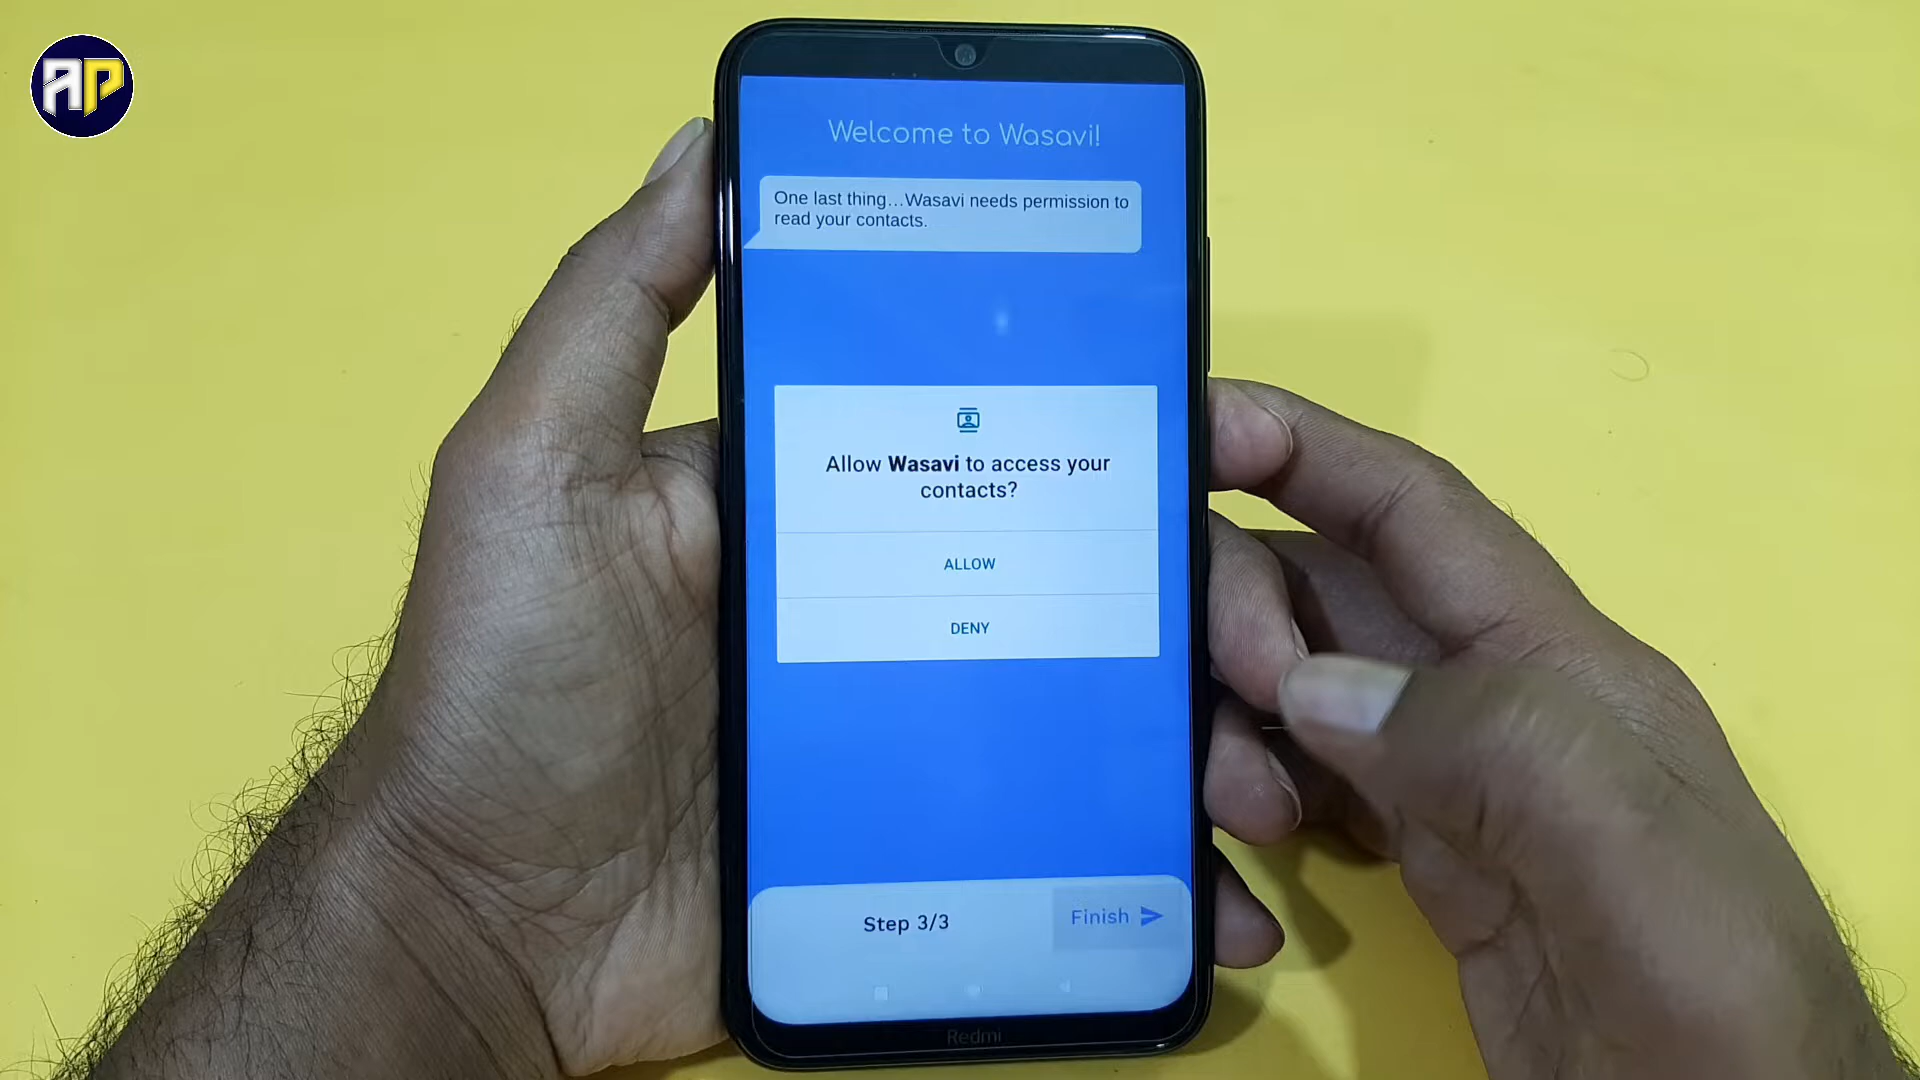 AP
Welcome to Wasavi!
One last thing...Wasavi needs permission to
read your contacts.
Allow Wasavi to access your
contacts?
ALLOW
DENY
Step 3/3
Finish
Redmi